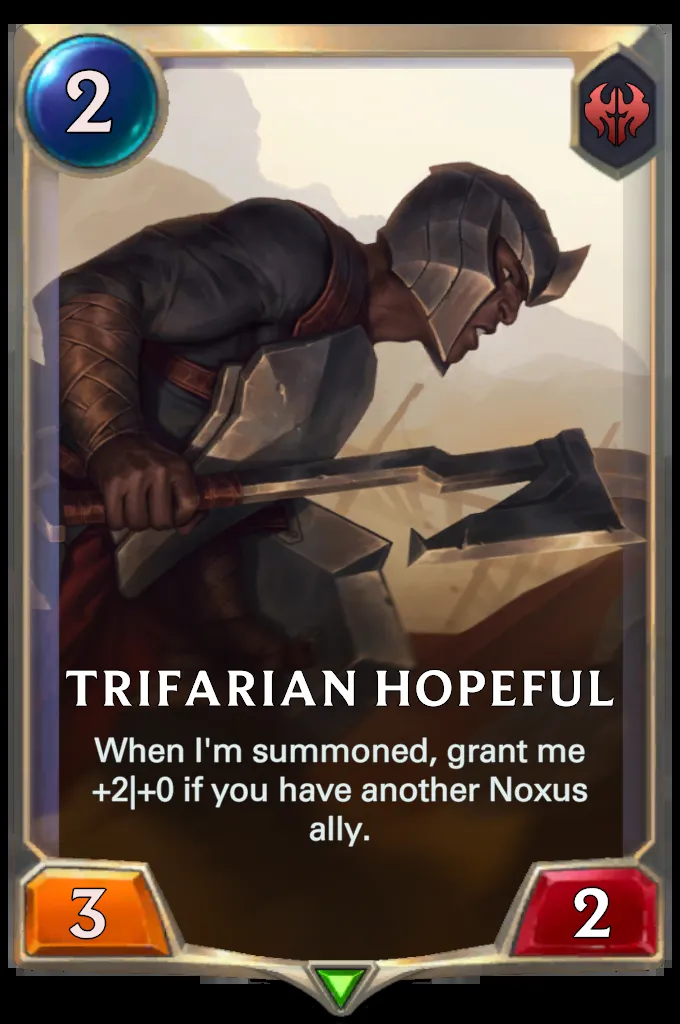 2
TRIFARIAN HOPEFUL
When I'm summoned, grant me
+2|+0 if you have another Noxus
ally.
3
2